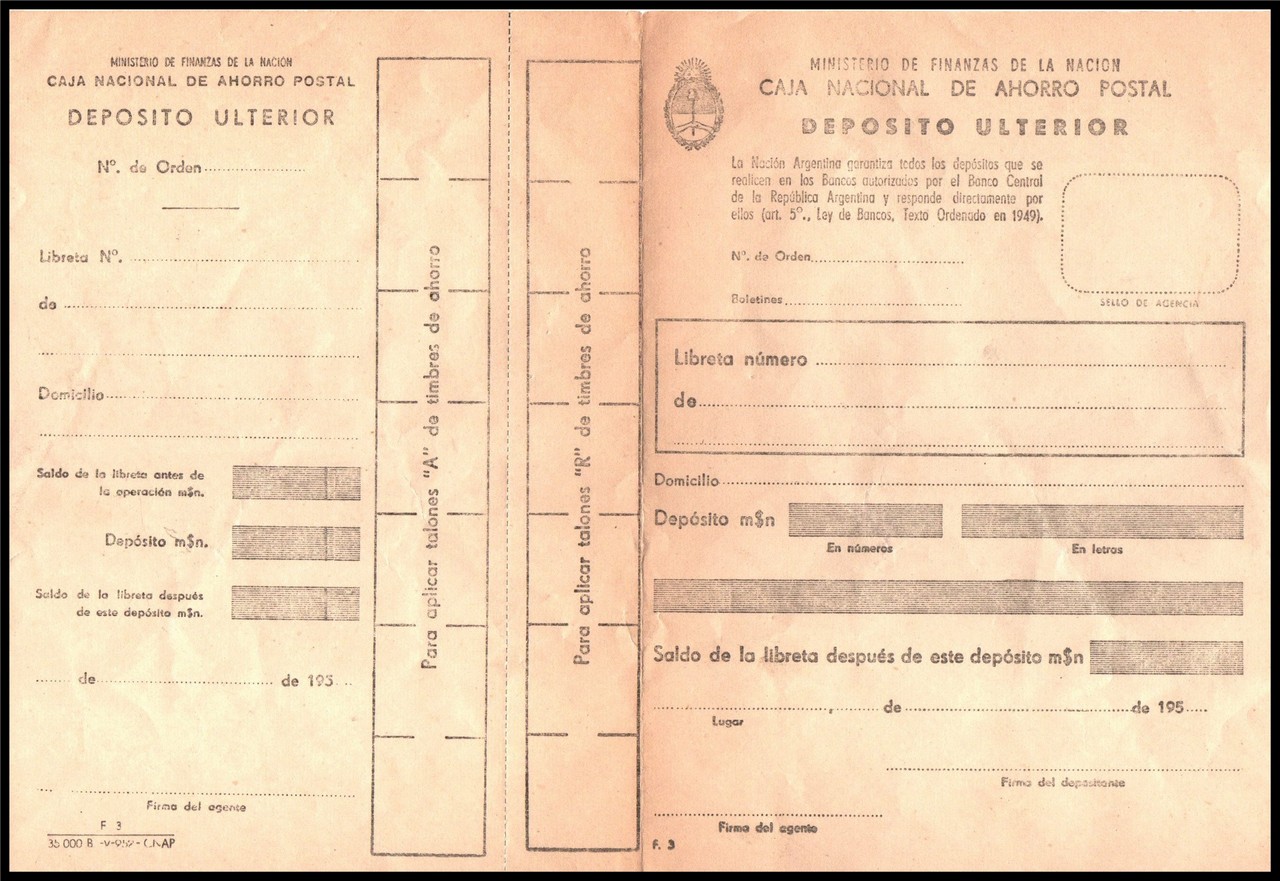 MINISTERIO DE FINANZAS DE LA NACION
CAJA NACIONAL DE AHORRO POSTAL
DEPOSITO ULTERIOR
Nº. de Orden
Libreta Nº.
de
Domicilio
Saldo de la libreta antes de
la operación m$n.
Depósito m$n.
Saldo de la libreta después
de este depósito m$n.
de de 195
Firma del agente
F 3
35 000 B -V-952- CNAP
Para aplicar talones "A" de timbres de ahorro
Para aplicar talones "R" de timbres de ahorro
MINISTERIO DE FINANZAS DE LA NACION
CAJA NACIONAL DE AHORRO POSTAL
DEPOSITO ULTERIOR
La Nación Argentina garantiza todos los depósitos que se
realicen en los Bancos autorizados por el Banco Central
de la República Argentina y responde directamente por
ellos (art. 5º., Ley de Bancos, Texto Ordenado en 1949).
Nº. de Orden
Boletines
SELLO DE AGENCIA
Libreta número
de
Domicilio
Depósito m$n
En números En letras
Saldo de la libreta después de este depósito m$n
, de de 195
Lugar
Firma del depositante
Firma del agente
F. 3